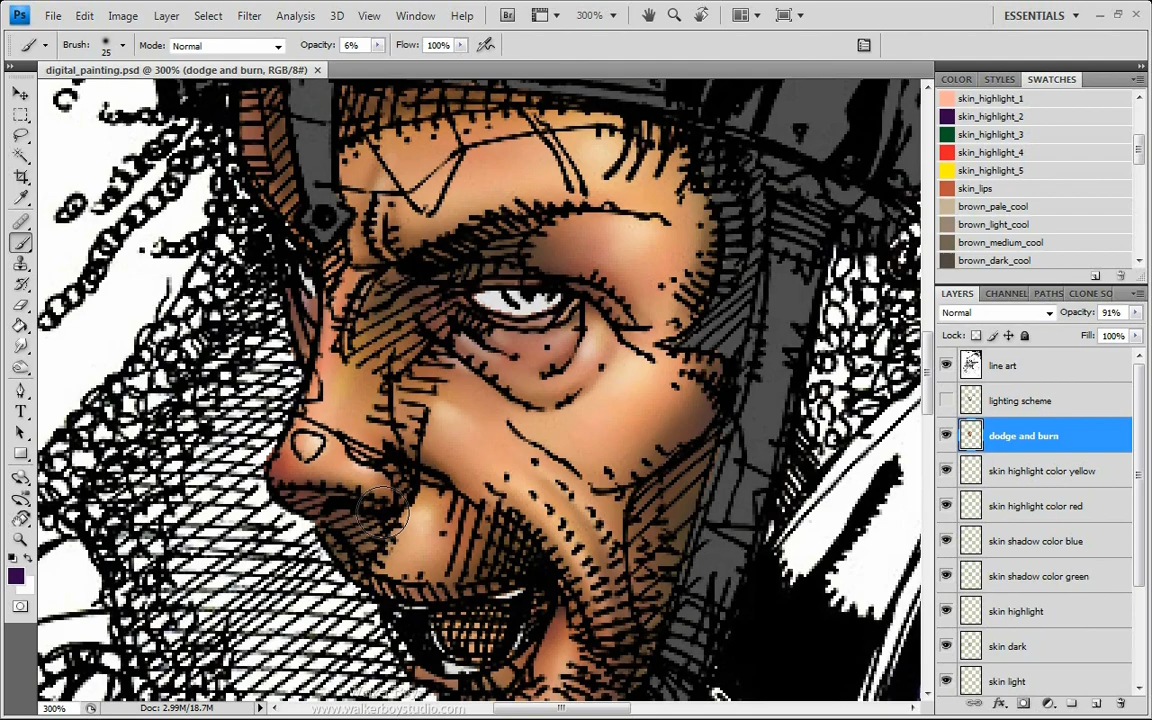 Ps File Edit Image Layer Select Filter Analysis 3D View Window Help Br 300% ESSENTIALS
Brush: 25 Mode: Normal Opacity: 6% Flow: 100%
digital_painting.psd @ 300% (dodge and burn, RGB/8#) ×
COLOR STYLES SWATCHES
skin_highlight_1
skin_highlight_2
skin_highlight_3
skin_highlight_4
skin_highlight_5
skin_lips
brown_pale_cool
brown_light_cool
brown_medium_cool
brown_dark_cool
LAYERS CHANNEL PATHS CLONE SO
Normal Opacity: 91%
Lock: Fill: 100%
line art
lighting scheme
dodge and burn
skin highlight color yellow
skin highlight color red
skin shadow color blue
skin shadow color green
skin highlight
skin dark
skin light
T
300% Doc: 2.99M/18.7M
www.walkerboystudio.com